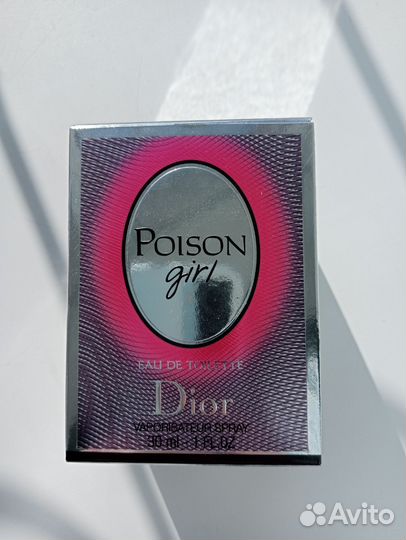 POISON
girl
EAU DE TOILETTE
Dior
VAPORISATEUR SPRAY
30 ml - 1 FL.OZ
Avito